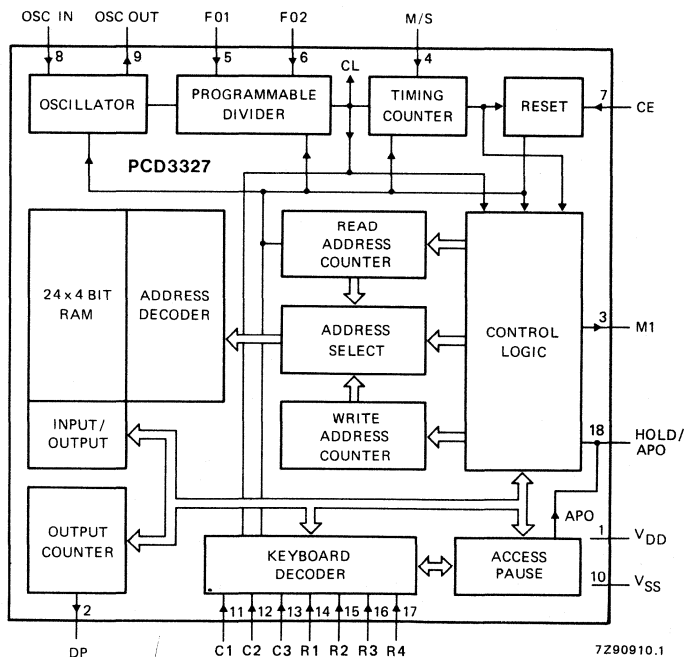 OSC IN OSC OUT F01 F02 M/S
8 9 5 6 4
CL
OSCILLATOR
PROGRAMMABLE
DIVIDER
TIMING
COUNTER
RESET
7
CE
PCD3327
24 x 4 BIT
RAM
ADDRESS
DECODER
READ
ADDRESS
COUNTER
ADDRESS
SELECT
WRITE
ADDRESS
COUNTER
CONTROL
LOGIC
3
M1
18
HOLD/
APO
INPUT/
OUTPUT
OUTPUT
COUNTER
KEYBOARD
DECODER
ACCESS
PAUSE
APO
1
VDD
10
VSS
2
DP
11 12 13 14 15 16 17
C1 C2 C3 R1 R2 R3 R4
7Z90910.1